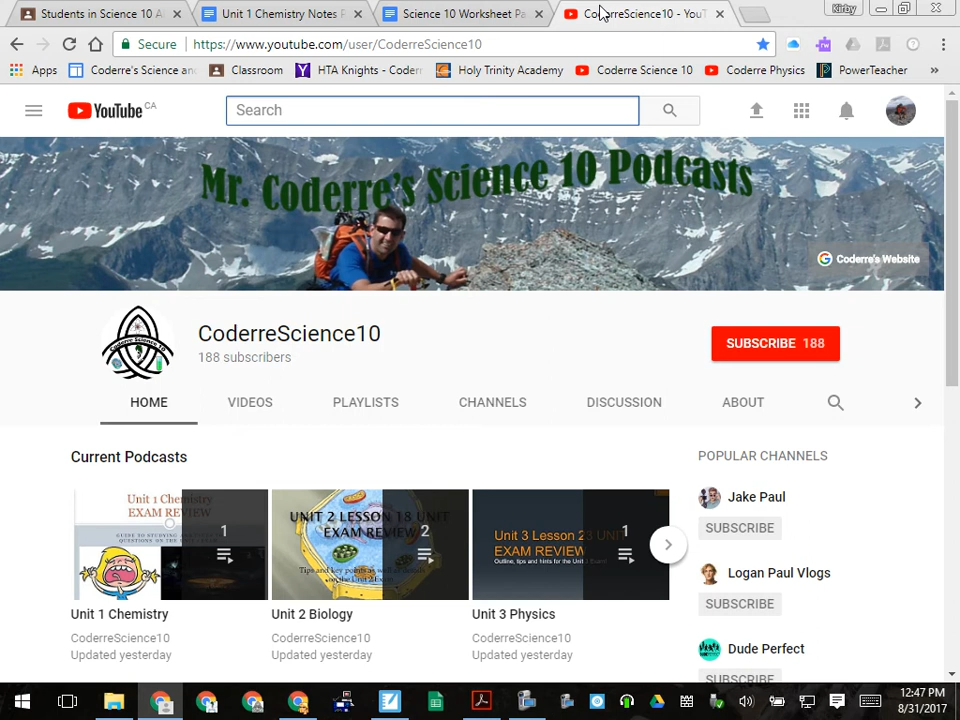 Students in Science 10 A
Unit 1 Chemistry Notes P
Science 10 Worksheet Pa
CoderreScience10 - YouT
Kirby
Secure
https://www.youtube.com/user/CoderreScience10
Apps
Coderre's Science and
Classroom
HTA Knights - Coderr
Holy Trinity Academy
Coderre Science 10
Coderre Physics
PowerTeacher
»
YouTube CA
Search
Mr. Coderre's Science 10 Podcasts
Coderre's Website
CoderreScience10
188 subscribers
SUBSCRIBE 188
HOME
VIDEOS
PLAYLISTS
CHANNELS
DISCUSSION
ABOUT
Current Podcasts
POPULAR CHANNELS
Unit 1 Chemistry
EXAM REVIEW
1
UNIT 2 LESSON 18 UNIT
EXAM REVIEW
2
Unit 3 Lesson 23 UNIT
EXAM REVIEW
1
Unit 1 Chemistry
CoderreScience10
Updated yesterday
Unit 2 Biology
CoderreScience10
Updated yesterday
Unit 3 Physics
CoderreScience10
Updated yesterday
Jake Paul
SUBSCRIBE
Logan Paul Vlogs
SUBSCRIBE
Dude Perfect
SUBSCRIBE
12:47 PM
8/31/2017